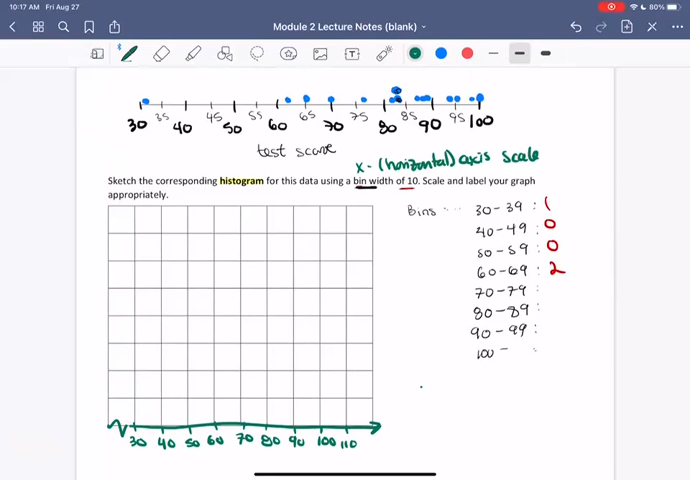 10:17 AM Fri Aug 27
80%
Module 2 Lecture Notes (blank)
30 35 40 45 50 55 60 65 70 75 80 85 90 95 100
test score
x - (horizontal) axis scale
Sketch the corresponding histogram for this data using a bin width of 10. Scale and label your graph
appropriately.
Bins
30-39 : 1
40-49 : 0
50-59 : 0
60-69 : 2
70-79 :
80-89 :
90-99 :
100 - :
30 40 50 60 70 80 90 100 110